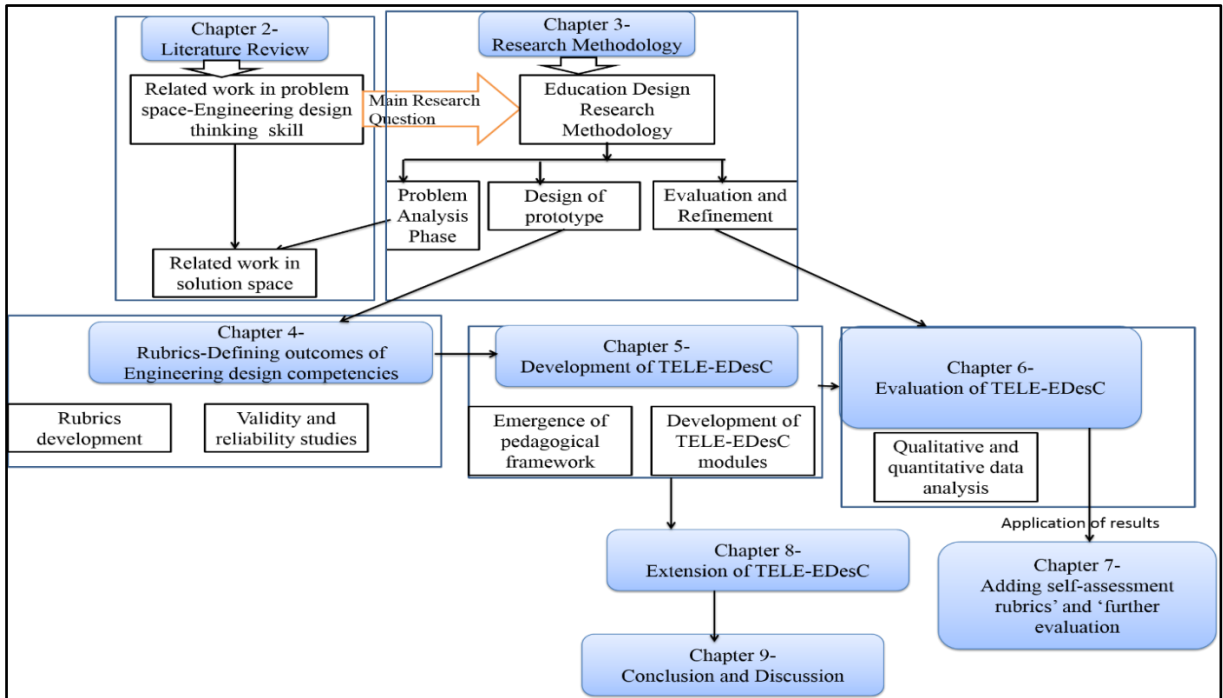 Chapter 2-
Literature Review
Related work in problem
space-Engineering design
thinking skill
Related work in
solution space
Main Research
Question
Chapter 3-
Research Methodology
Education Design
Research
Methodology
Problem
Analysis
Phase
Design of
prototype
Evaluation and
Refinement
Chapter 4-
Rubrics-Defining outcomes of
Engineering design competencies
Rubrics
development
Validity and
reliability studies
Chapter 5-
Development of TELE-EDesC
Emergence of
pedagogical
framework
Development of
TELE-EDesC
modules
Chapter 6-
Evaluation of TELE-EDesC
Qualitative and
quantitative data
analysis
Application of results
Chapter 7-
Adding self-assessment
rubrics’ and ‘further
evaluation
Chapter 8-
Extension of TELE-EDesC
Chapter 9-
Conclusion and Discussion